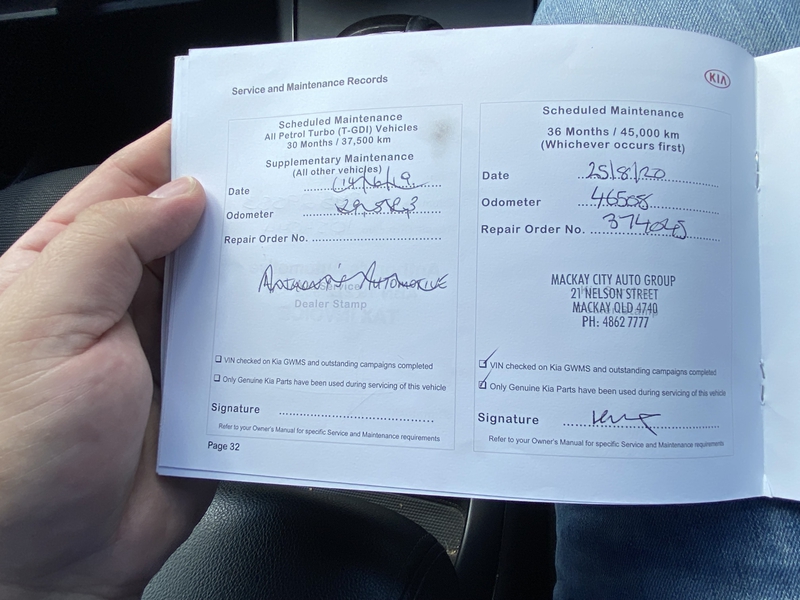 Service and Maintenance Records
KIA
Scheduled Maintenance
All Petrol Turbo (T-GDI) Vehicles
30 Months / 37,500 km
Supplementary Maintenance
(All other vehicles)
Date
Odometer
Repair Order No.
Automotive
Dealer Stamp
VIN checked on Kia GWMS and outstanding campaigns completed
Only Genuine Kia Parts have been used during servicing of this vehicle
Signature
Refer to your Owner's Manual for specific Service and Maintenance requirements
Page 32
Scheduled Maintenance
36 Months / 45,000 km
(Whichever occurs first)
Date 25/8/20
Odometer 46508
Repair Order No.
MACKAY CITY AUTO GROUP
21 NELSON STREET
MACKAY QLD 4740
PH: 4862 7777
VIN checked on Kia GWMS and outstanding campaigns completed
Only Genuine Kia Parts have been used during servicing of this vehicle
Signature
Refer to your Owner's Manual for specific Service and Maintenance requirements